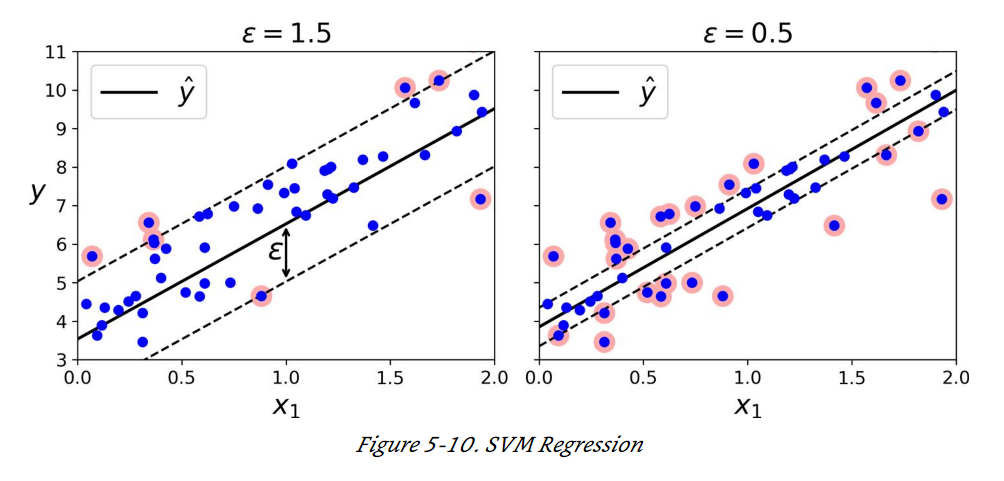 ε = 1.5
ε = 0.5
11
10
9
8
7
6
5
4
3
y
ŷ
ε
0.0 0.5 1.0 1.5 2.0
x₁
ŷ
0.0 0.5 1.0 1.5 2.0
x₁
Figure 5-10. SVM Regression